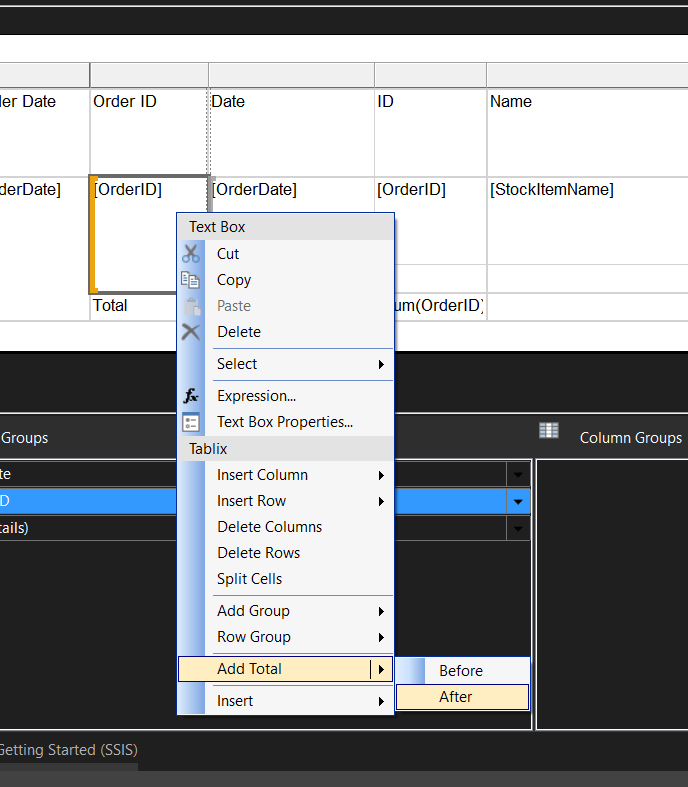 der Date Order ID Date ID Name
derDate] [OrderID] [OrderDate] [OrderID] [StockItemName]
Text Box
Cut
Copy
Paste
Delete
Total um(OrderID)
Select
Expression...
Text Box Properties...
Groups Tablix Column Groups
te Insert Column
D Insert Row
tails) Delete Columns
Delete Rows
Split Cells
Add Group
Row Group
Add Total Before
After
Insert
Getting Started (SSIS)